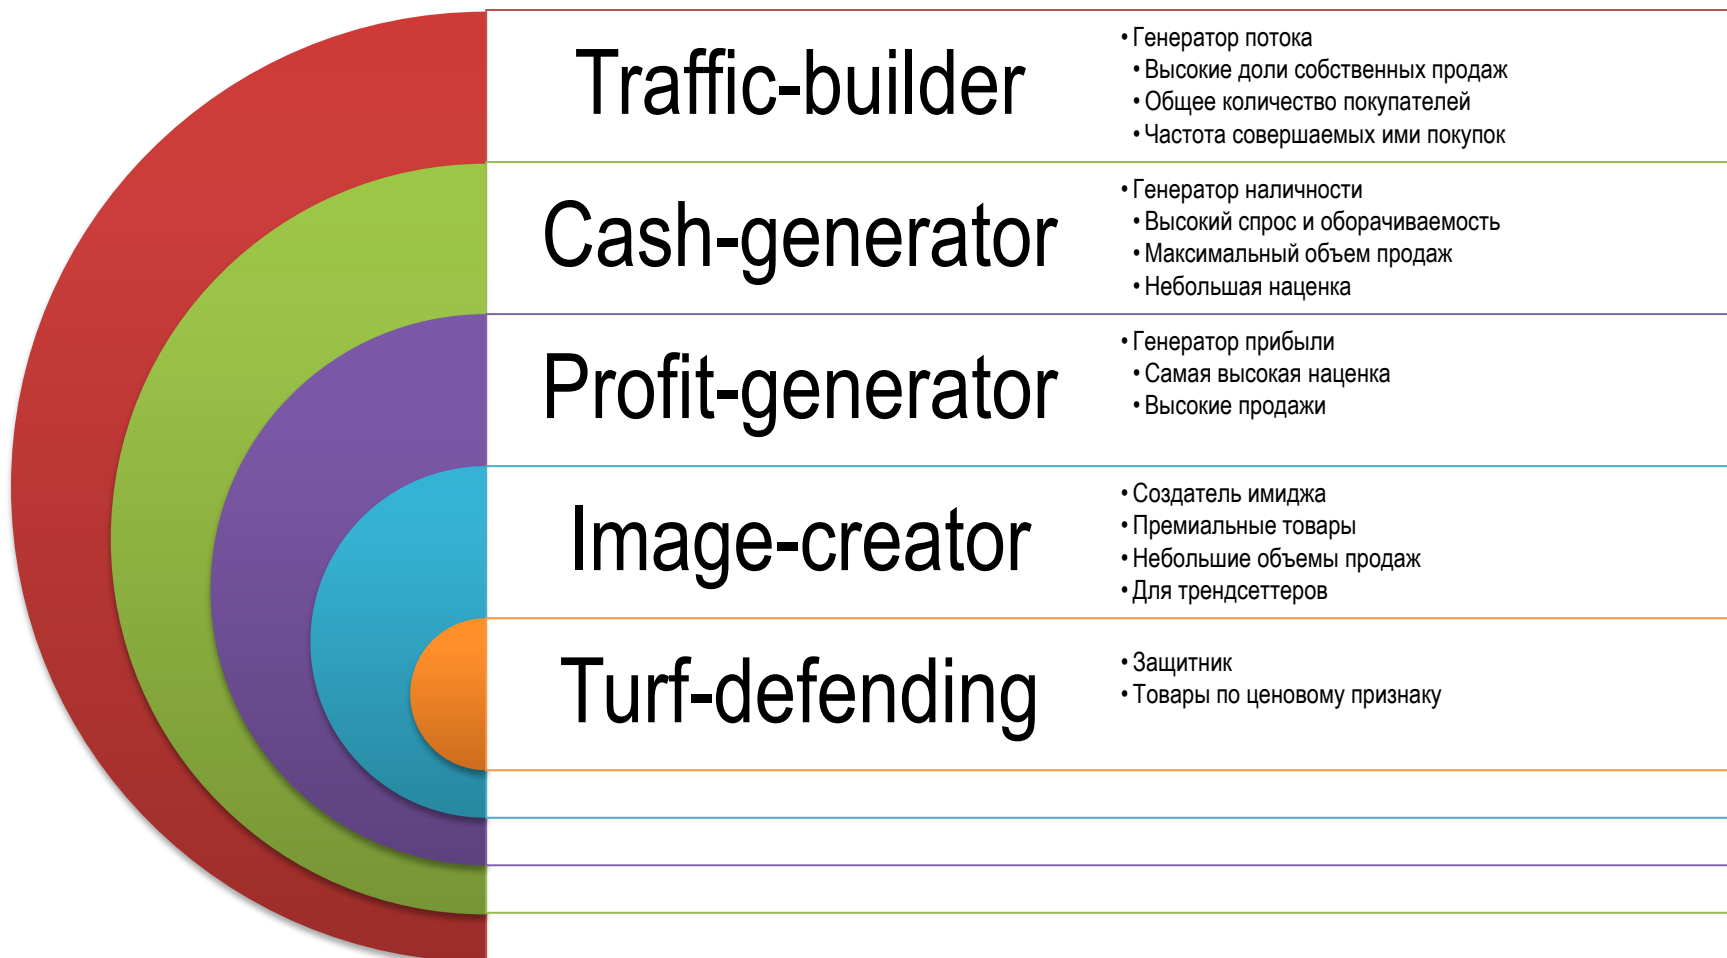 Traffic-builder
• Генератор потока
• Высокие доли собственных продаж
• Общее количество покупателей
• Частота совершаемых ими покупок
Cash-generator
• Генератор наличности
• Высокий спрос и оборачиваемость
• Максимальный объем продаж
• Небольшая наценка
Profit-generator
• Генератор прибыли
• Самая высокая наценка
• Высокие продажи
Image-creator
• Создатель имиджа
• Премиальные товары
• Небольшие объемы продаж
• Для трендсеттеров
Turf-defending
• Защитник
• Товары по ценовому признаку